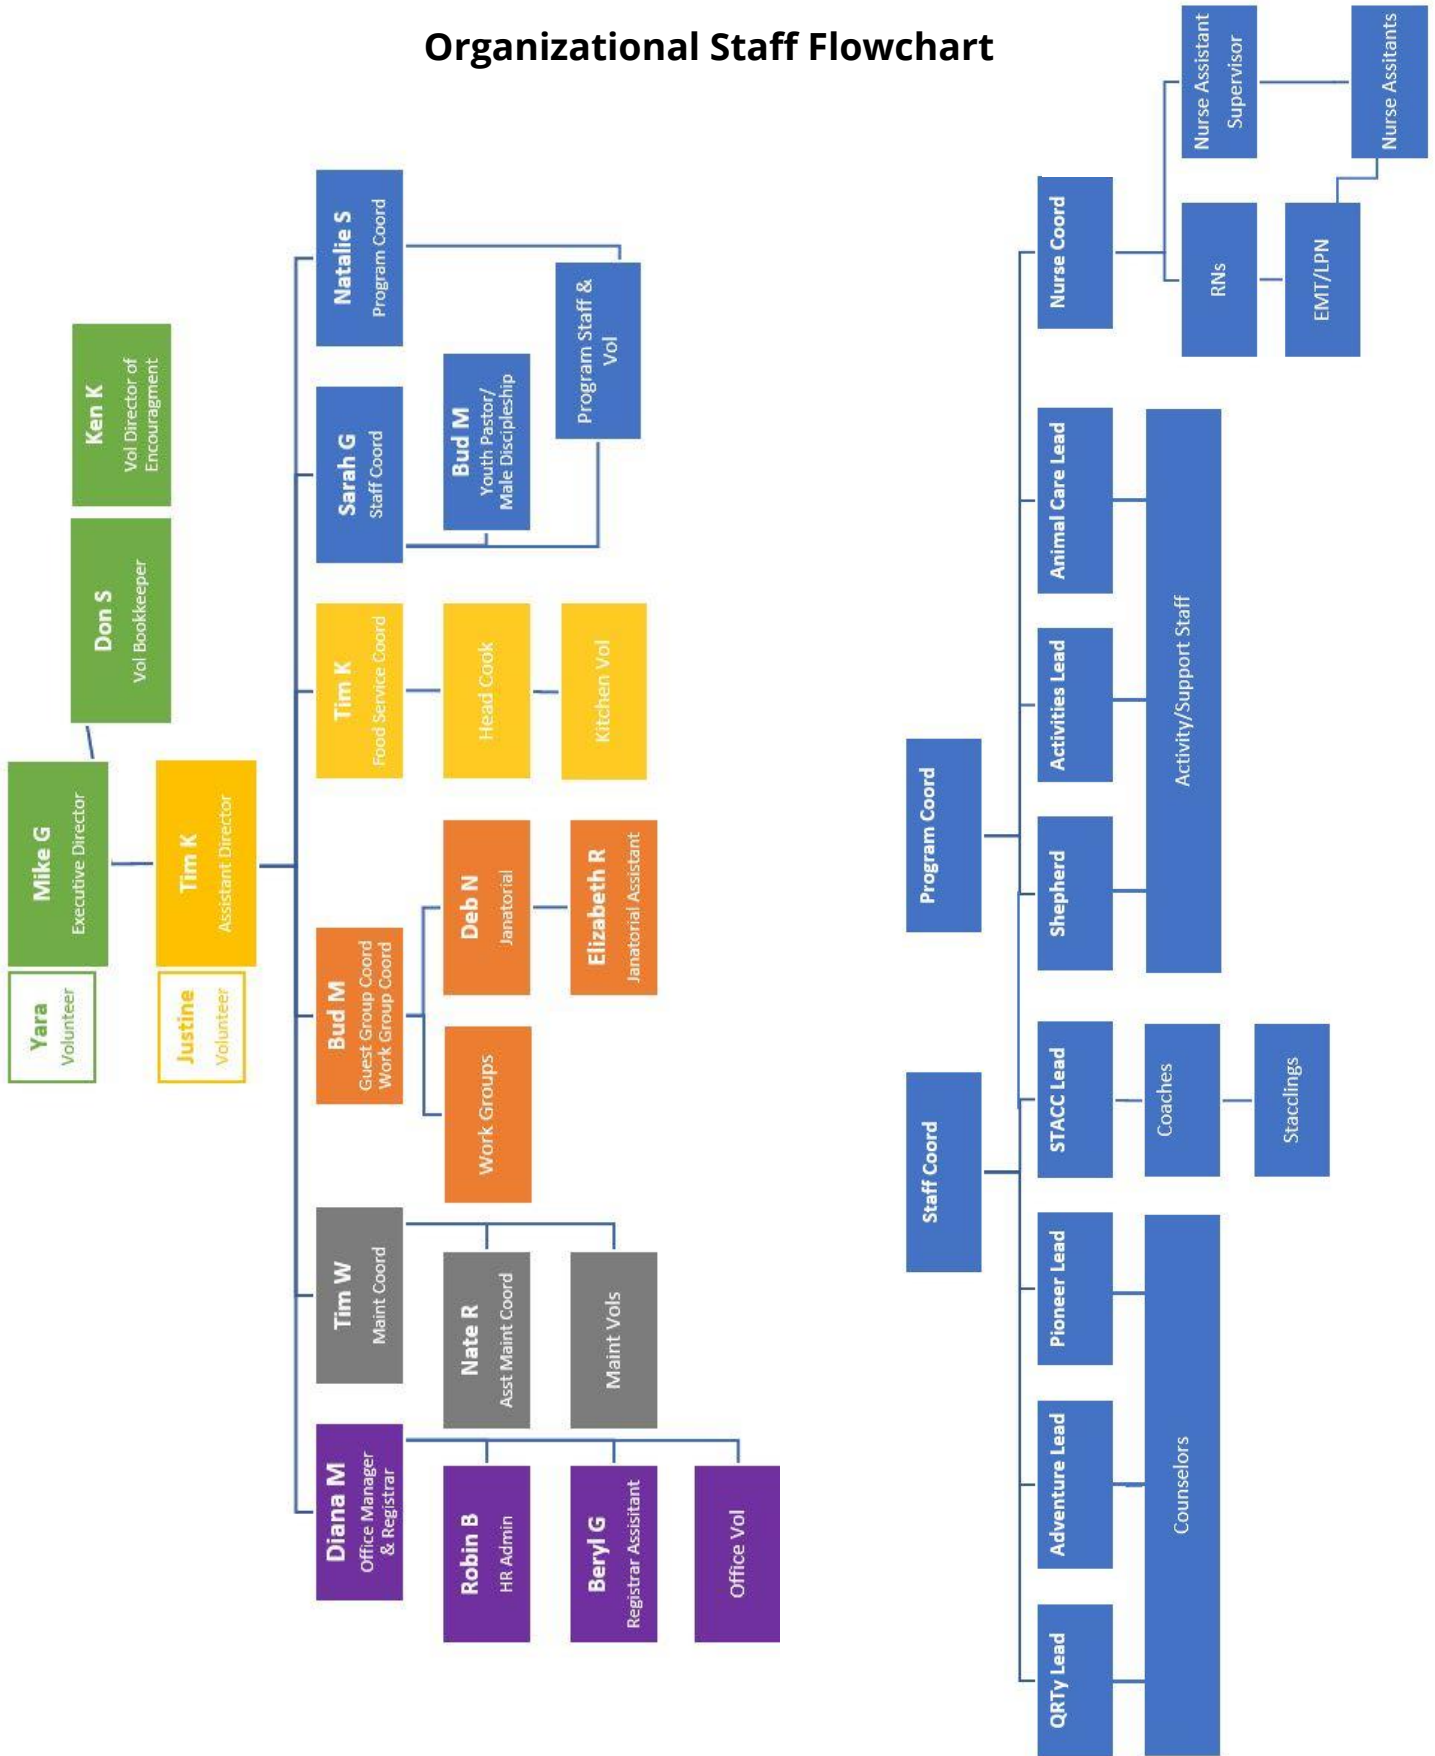 Organizational Staff Flowchart
Yara
Volunteer
Mike G
Executive Director
Don S
Vol Bookkeeper
Ken K
Vol Director of
Encouragment
Justine
Volunteer
Tim K
Assistant Director
Diana M
Office Manager
& Registrar
Tim W
Maint Coord
Bud M
Guest Group Coord
Work Group Coord
Tim K
Food Service Coord
Sarah G
Staff Coord
Natalie S
Program Coord
Robin B
HR Admin
Nate R
Asst Maint Coord
Work Groups
Deb N
Janatorial
Head Cook
Bud M
Youth Pastor/
Male Discipleship
Beryl G
Registrar Assisitant
Maint Vols
Elizabeth R
Janatorial Assistant
Kitchen Vol
Program Staff &
Vol
Office Vol
Staff Coord
Program Coord
QRTy Lead
Adventure Lead
Pioneer Lead
STACC Lead
Shepherd
Activities Lead
Animal Care Lead
Nurse Coord
Counselors
Coaches
Activity/Support Staff
RNs
Nurse Assistant
Supervisor
Stacclings
EMT/LPN
Nurse Assitants